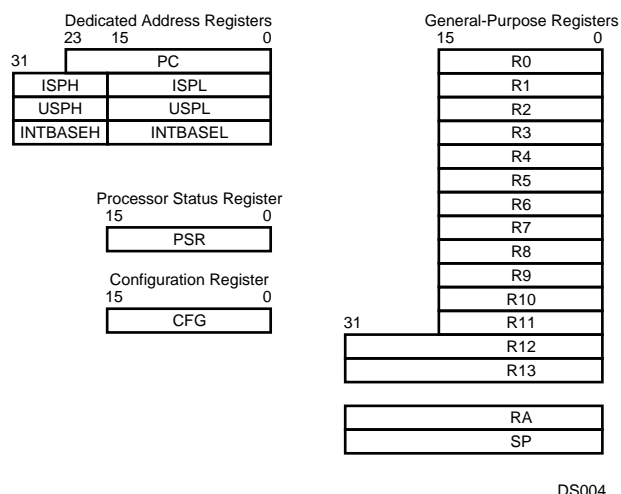 Dedicated Address Registers
23 15 0
31
PC
ISPH ISPL
USPH USPL
INTBASEH INTBASEL
Processor Status Register
15 0
PSR
Configuration Register
15 0
CFG
General-Purpose Registers
15 0
R0
R1
R2
R3
R4
R5
R6
R7
R8
R9
R10
31 R11
R12
R13
RA
SP
DS004